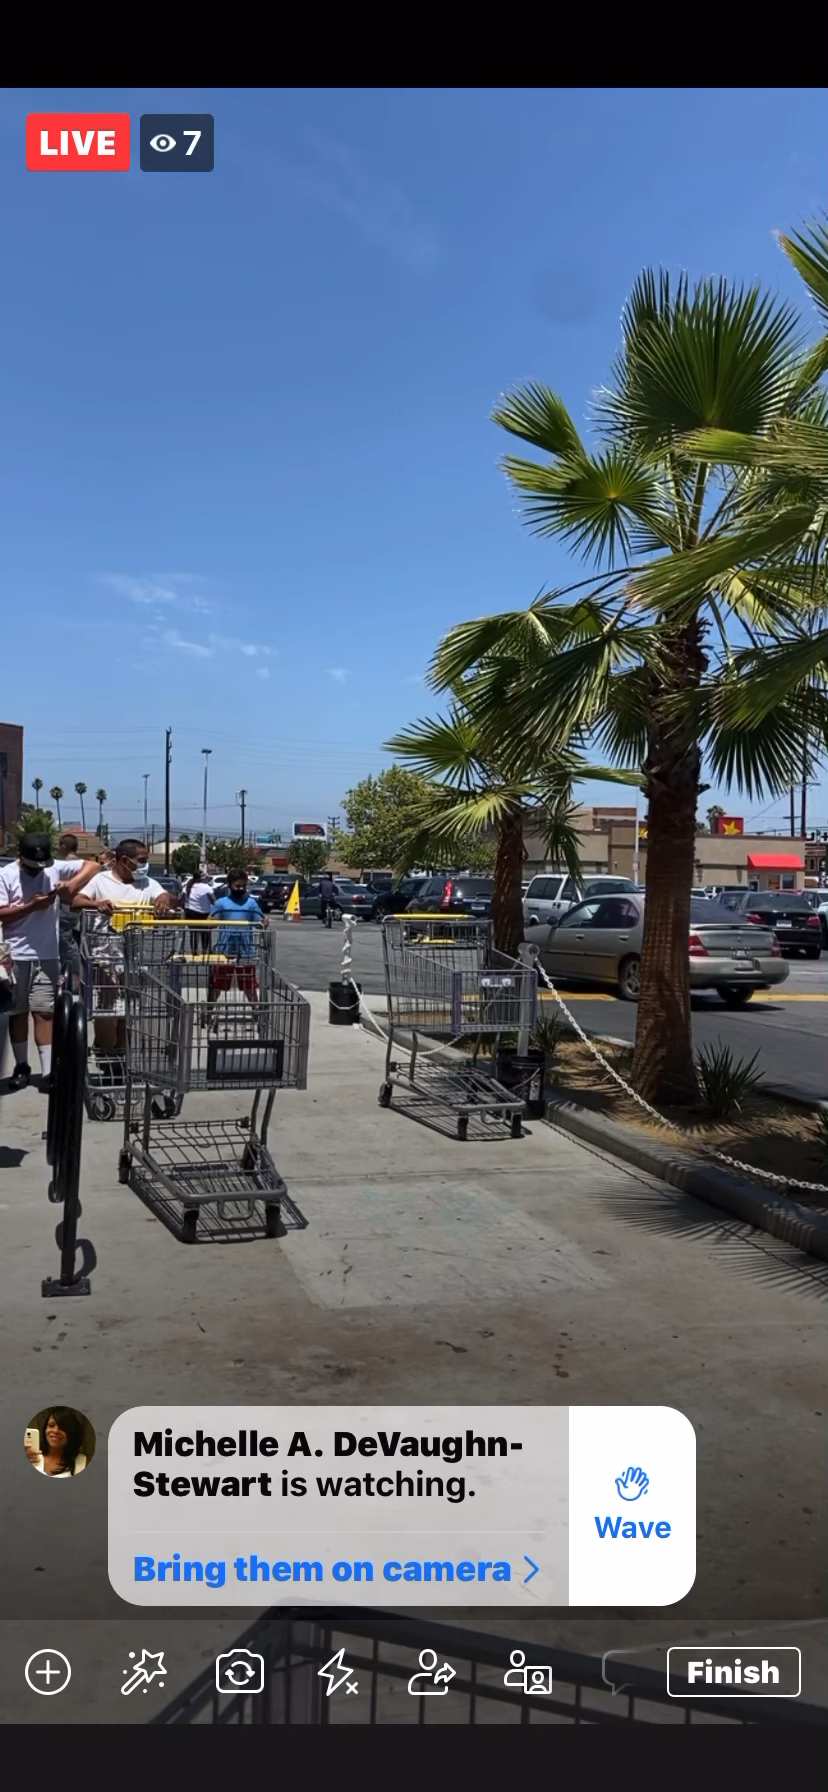 LIVE 7
Michelle A. DeVaughn-
Stewart is watching.
Wave
Bring them on camera
Finish